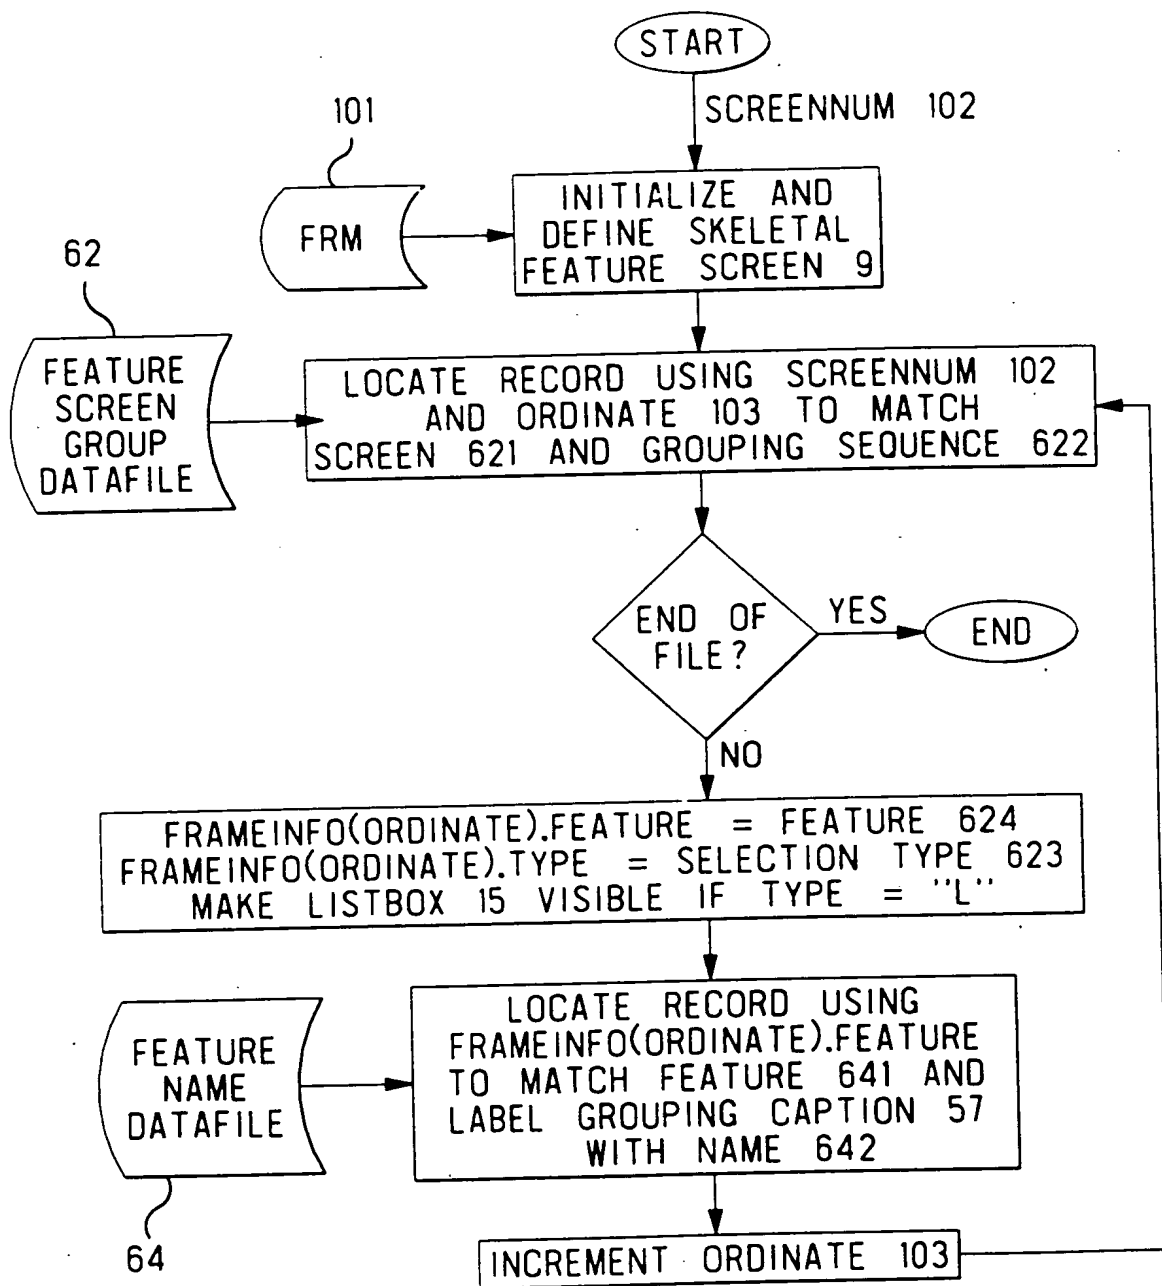 START
SCREENNUM 102
101
FRM
INITIALIZE AND
DEFINE SKELETAL
FEATURE SCREEN 9
62
FEATURE
SCREEN
GROUP
DATAFILE
LOCATE RECORD USING SCREENNUM 102
AND ORDINATE 103 TO MATCH
SCREEN 621 AND GROUPING SEQUENCE 622
END OF
FILE?
YES
END
NO
FRAMEINFO(ORDINATE).FEATURE = FEATURE 624
FRAMEINFO(ORDINATE).TYPE = SELECTION TYPE 623
MAKE LISTBOX 15 VISIBLE IF TYPE = "L"
FEATURE
NAME
DATAFILE
64
LOCATE RECORD USING
FRAMEINFO(ORDINATE).FEATURE
TO MATCH FEATURE 641 AND
LABEL GROUPING CAPTION 57
WITH NAME 642
INCREMENT ORDINATE 103